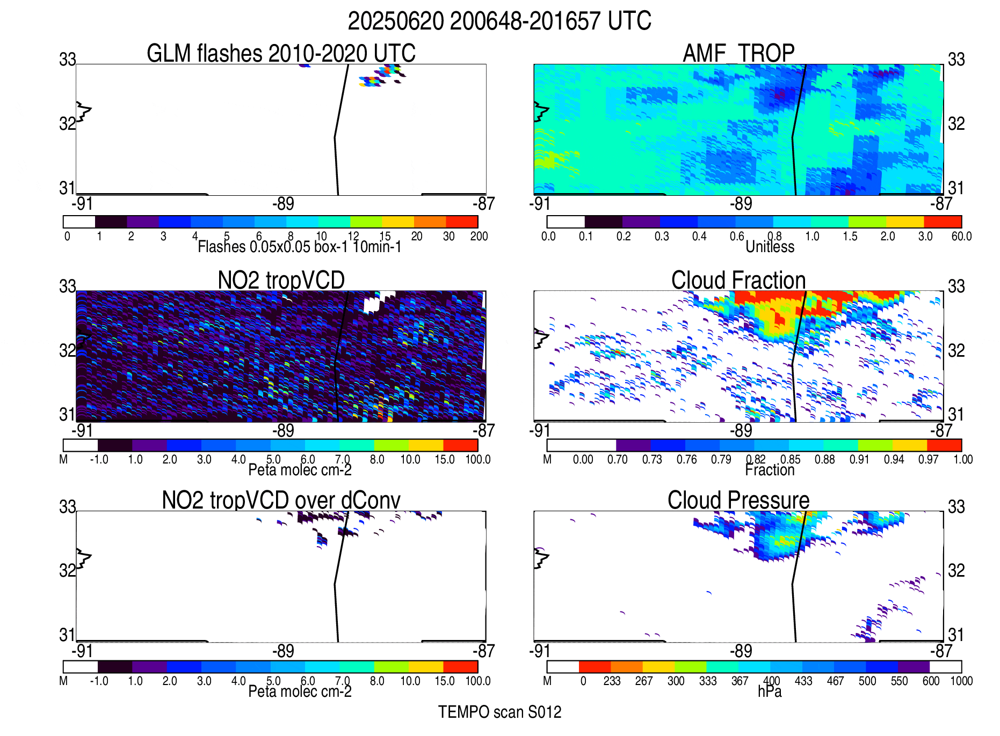 20250620 200648-201657 UTC
GLM flashes 2010-2020 UTC
AMF_TROP
33
32
31
-91 -89 -87
0 1 2 3 4 5 6 8 10 12 15 20 30 200
Flashes 0.05x0.05 box-1 10min-1
33
32
31
-91 -89 -87
0.0 0.1 0.2 0.3 0.4 0.6 0.8 1.0 1.5 2.0 3.0 60.0
Unitless
NO2 tropVCD
Cloud Fraction
33
32
31
-91 -89 -87
M -1.0 1.0 2.0 3.0 4.0 5.0 6.0 7.0 8.0 10.0 15.0 100.0
Peta molec cm-2
33
32
31
-91 -89 -87
M 0.00 0.70 0.73 0.76 0.79 0.82 0.85 0.88 0.91 0.94 0.97 1.00
Fraction
NO2 tropVCD over dConv
Cloud Pressure
33
32
31
-91 -89 -87
M -1.0 1.0 2.0 3.0 4.0 5.0 6.0 7.0 8.0 10.0 15.0 100.0
Peta molec cm-2
33
32
31
-91 -89 -87
M 0 233 267 300 333 367 400 433 467 500 550 600 1000
hPa
TEMPO scan S012